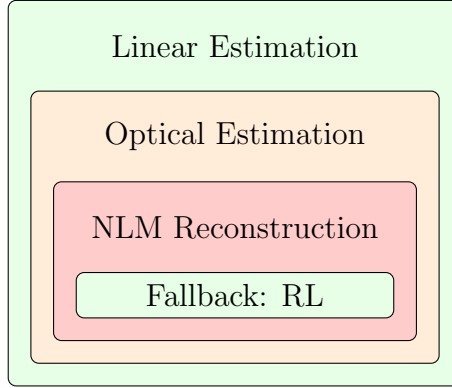 Linear Estimation
Optical Estimation
NLM Reconstruction
Fallback: RL